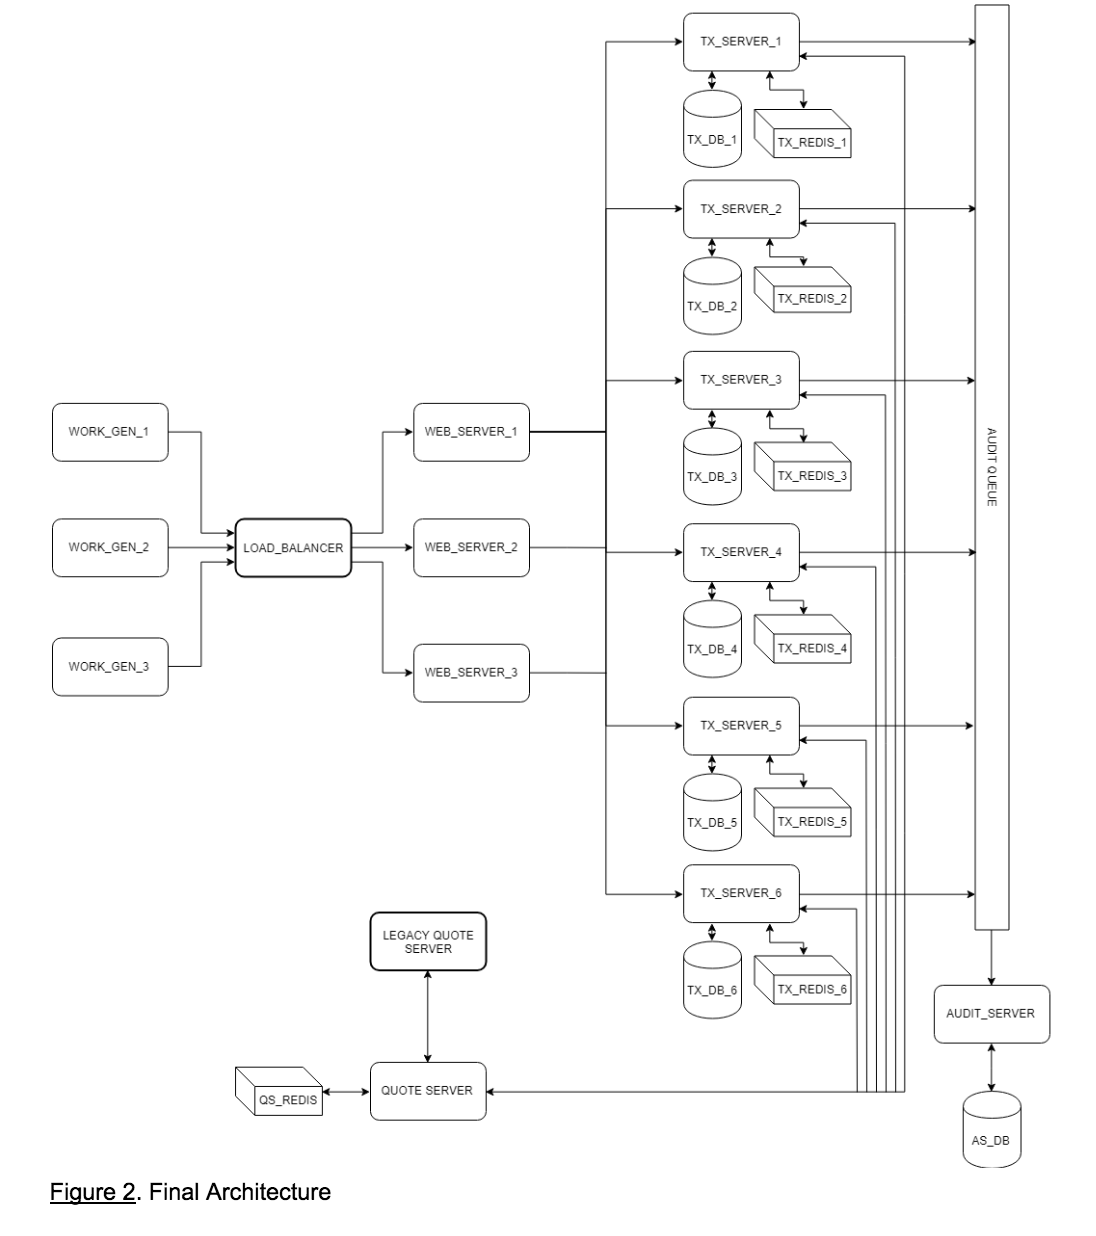 TX_SERVER_1
TX_DB_1
TX_REDIS_1
TX_SERVER_2
TX_DB_2
TX_REDIS_2
TX_SERVER_3
TX_DB_3
TX_REDIS_3
AUDIT QUEUE
WORK_GEN_1
WEB_SERVER_1
WORK_GEN_2
LOAD_BALANCER
WEB_SERVER_2
TX_SERVER_4
TX_DB_4
TX_REDIS_4
WORK_GEN_3
WEB_SERVER_3
TX_SERVER_5
TX_DB_5
TX_REDIS_5
TX_SERVER_6
TX_DB_6
TX_REDIS_6
LEGACY QUOTE
SERVER
AUDIT_SERVER
QS_REDIS
QUOTE SERVER
AS_DB
Figure 2. Final Architecture